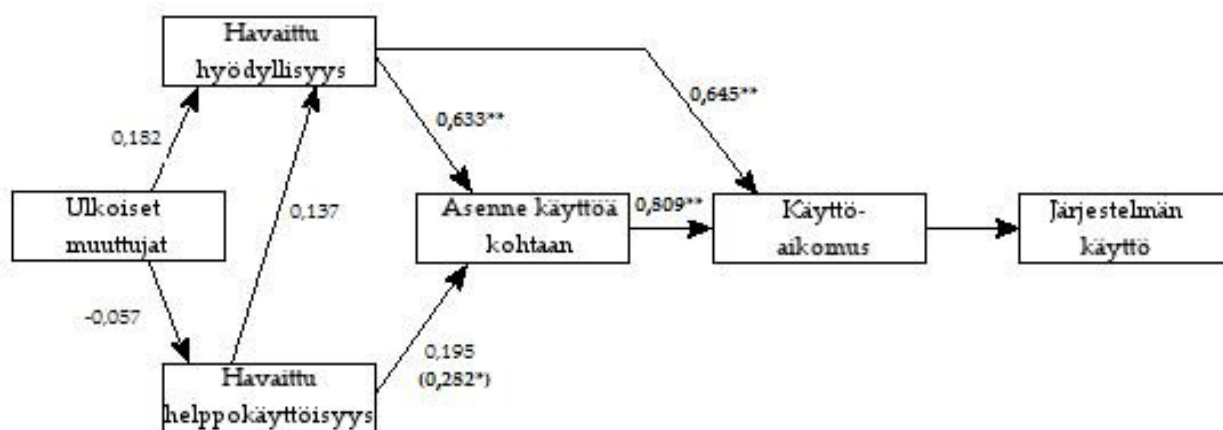 Havaittu
hyödyllisyys
0,645**
0,633**
0,182
Ulkoiset
muuttujat
0,137
Asenne käyttöä
kohtaan
0,809**
Käyttö-
aikomus
Järjestelmän
käyttö
-0,057
0,195
(0,282*)
Havaittu
helppokäyttöisyys